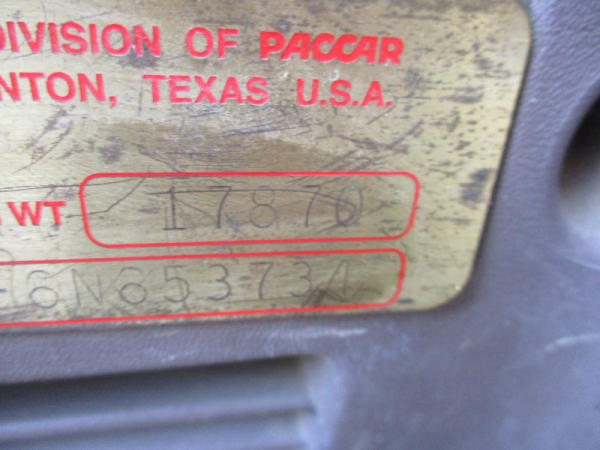 DIVISION OF PACCAR
NTON, TEXAS U.S.A.
WT 17870
6N653734